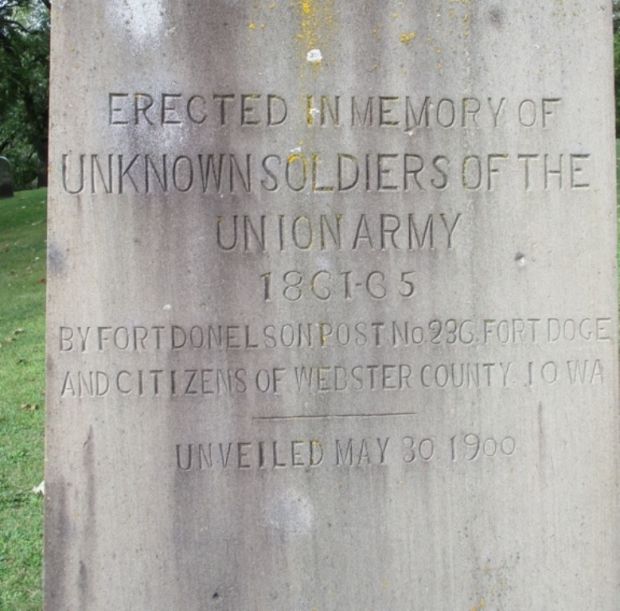 ERECTED IN MEMORY OF
UNKNOWN SOLDIERS OF THE
UNION ARMY
1861-65
BY FORT DONELSON POST No. 236, FORT DOGE
AND CITIZENS OF WEBSTER COUNTY IOWA
UNVEILED MAY 30 1900